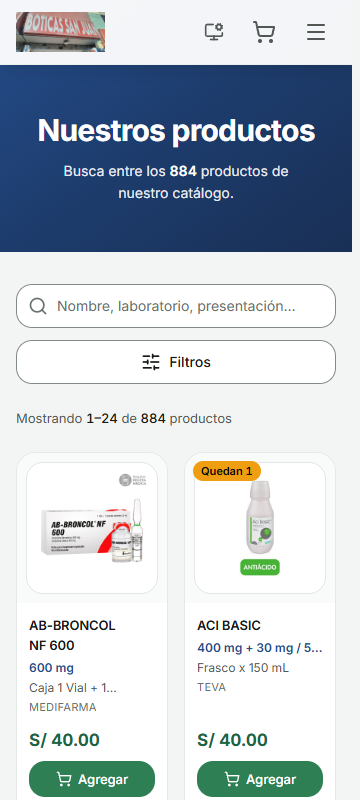 BOTICAS SAN JUAN
Nuestros productos
Busca entre los 884 productos de
nuestro catálogo.
Nombre, laboratorio, presentación...
Filtros
Mostrando 1–24 de 884 productos
AB-BRONCOL NF
600
Quedan 1
Aci Basic
ANTIÁCIDO
AB-BRONCOL
NF 600
600 mg
Caja 1 Vial + 1...
MEDIFARMA
S/ 40.00
Agregar
ACI BASIC
400 mg + 30 mg / 5...
Frasco x 150 mL
TEVA
S/ 40.00
Agregar